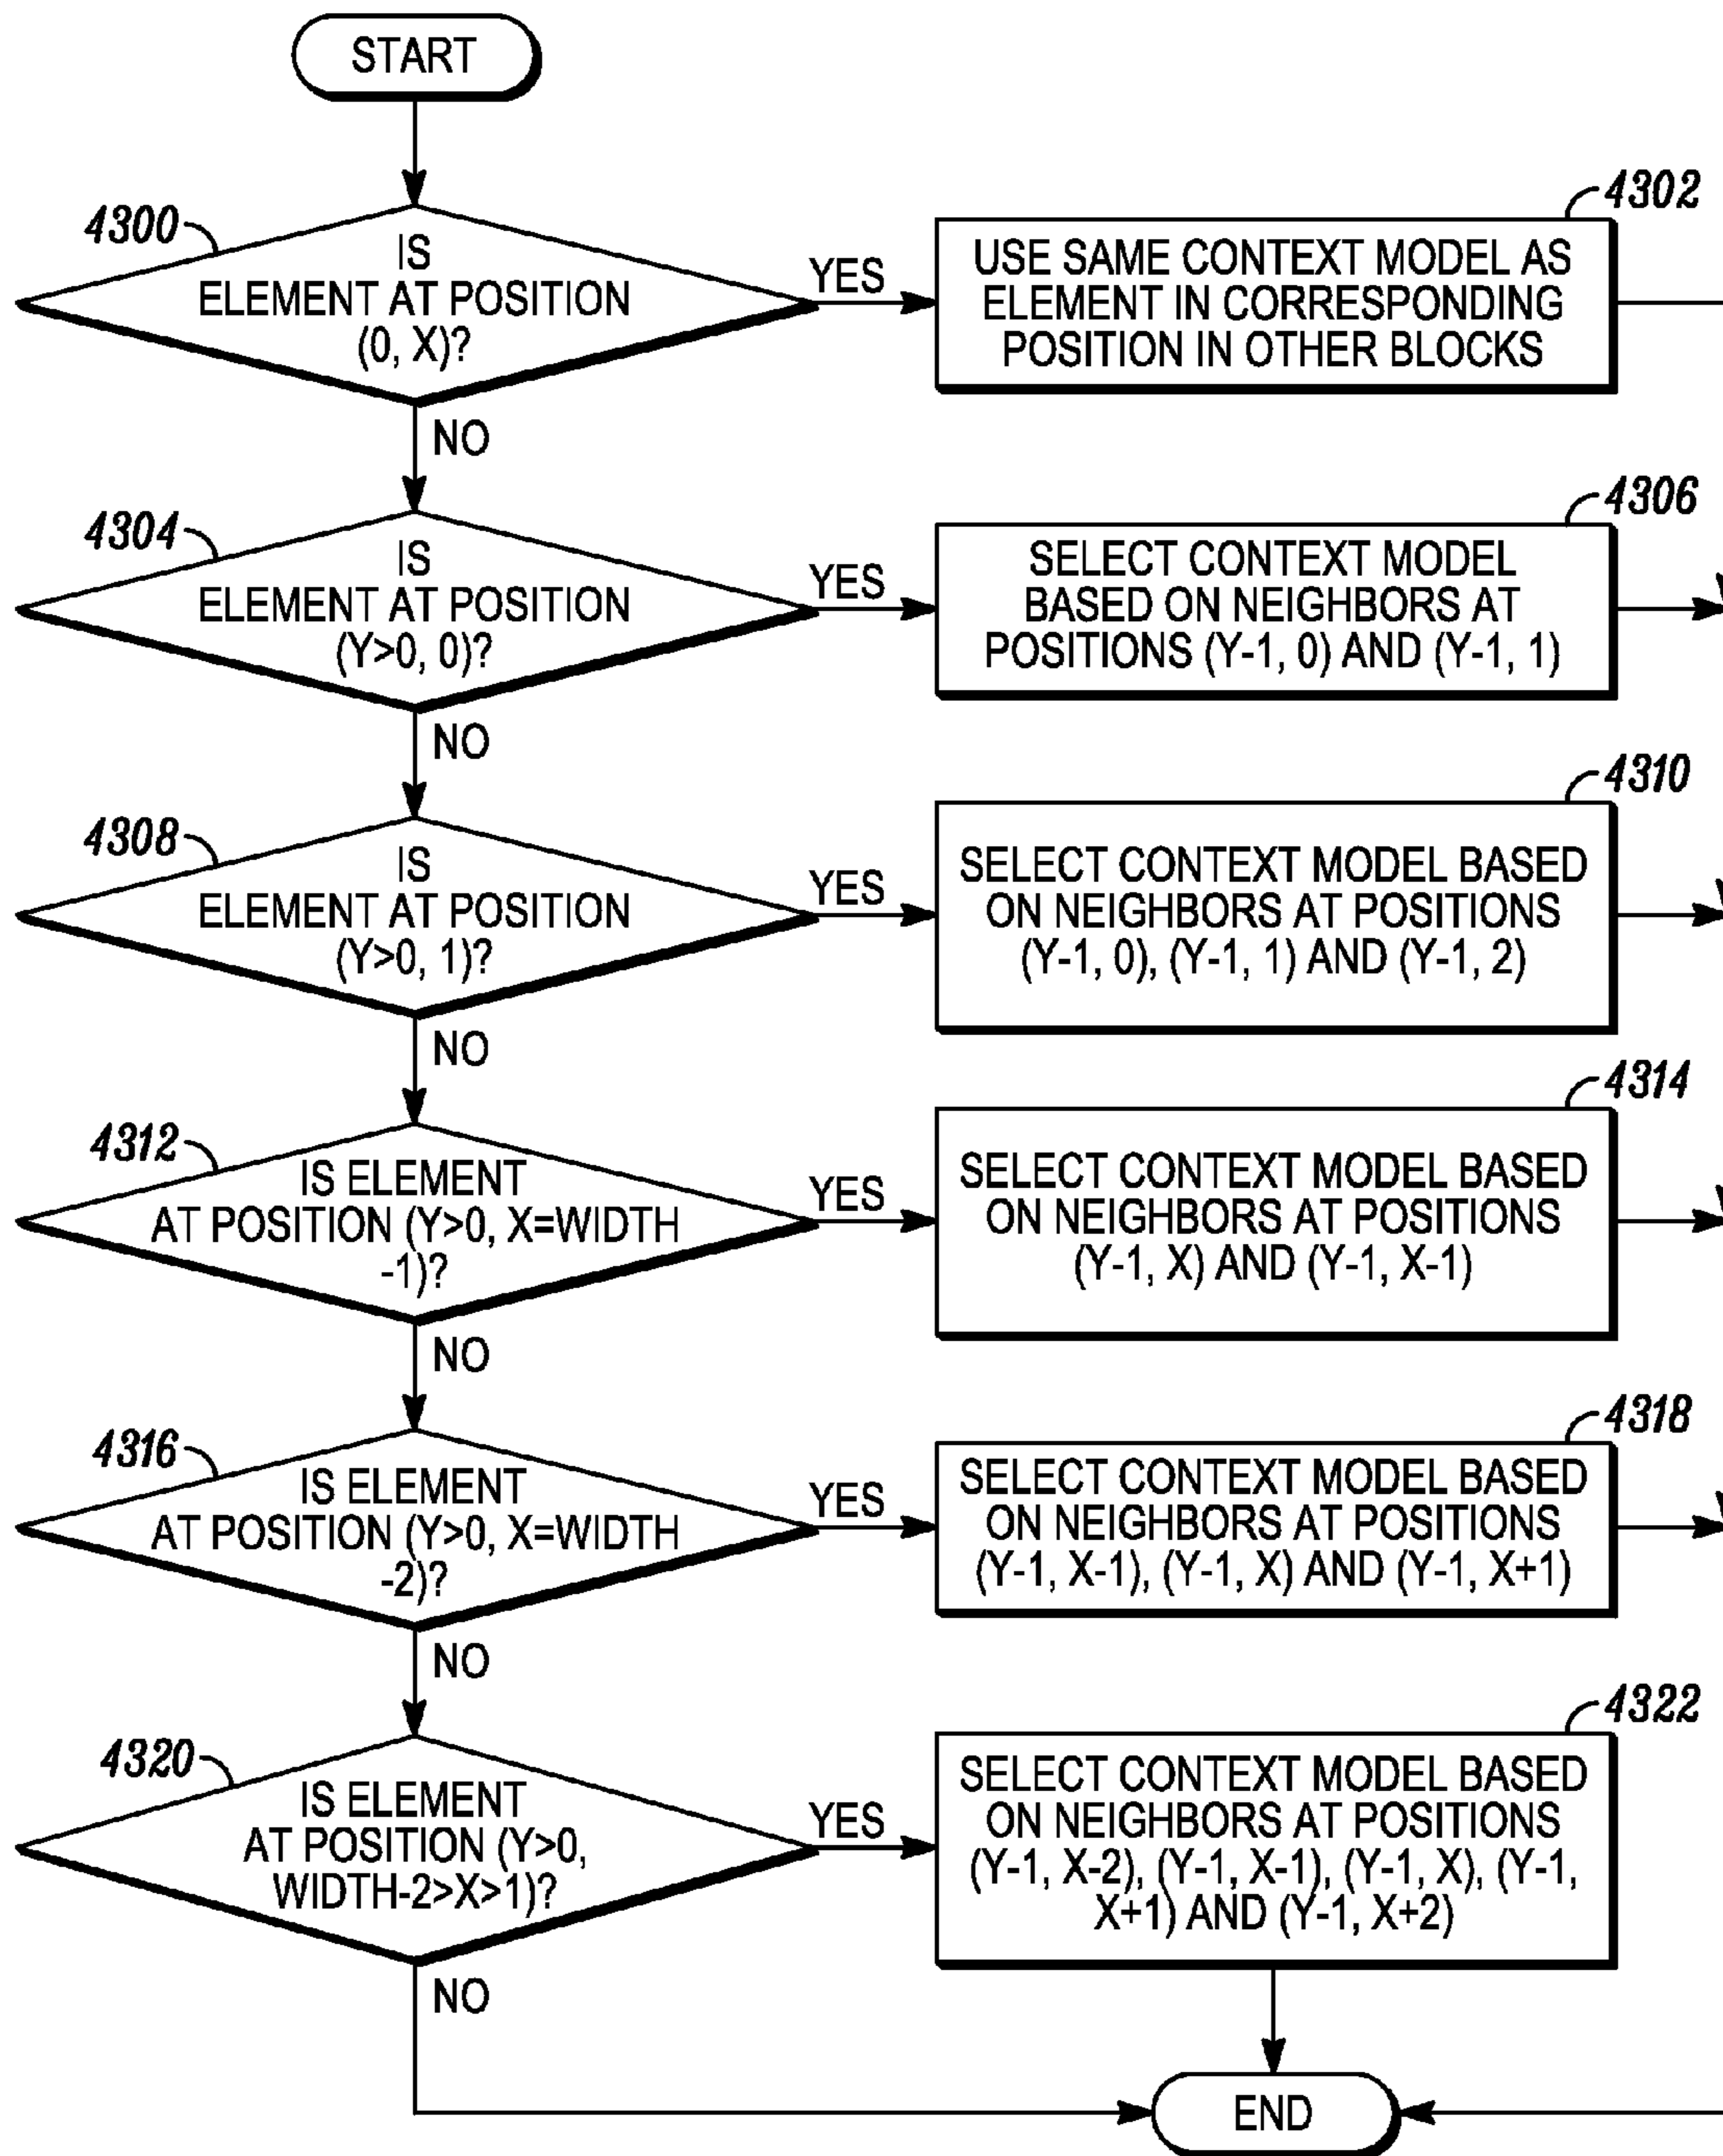 START
4300
IS
ELEMENT AT POSITION
(0, X)?
YES
4302
USE SAME CONTEXT MODEL AS
ELEMENT IN CORRESPONDING
POSITION IN OTHER BLOCKS
NO
4304
IS
ELEMENT AT POSITION
(Y>0, 0)?
YES
4306
SELECT CONTEXT MODEL
BASED ON NEIGHBORS AT
POSITIONS (Y-1, 0) AND (Y-1, 1)
NO
4308
IS
ELEMENT AT POSITION
(Y>0, 1)?
YES
4310
SELECT CONTEXT MODEL BASED
ON NEIGHBORS AT POSITIONS
(Y-1, 0), (Y-1, 1) AND (Y-1, 2)
NO
4312
IS ELEMENT
AT POSITION (Y>0, X=WIDTH
-1)?
YES
4314
SELECT CONTEXT MODEL BASED
ON NEIGHBORS AT POSITIONS
(Y-1, X) AND (Y-1, X-1)
NO
4316
IS ELEMENT
AT POSITION (Y>0, X=WIDTH
-2)?
YES
4318
SELECT CONTEXT MODEL BASED
ON NEIGHBORS AT POSITIONS
(Y-1, X-1), (Y-1, X) AND (Y-1, X+1)
NO
4320
IS ELEMENT
AT POSITION (Y>0,
WIDTH-2>X>1)?
YES
4322
SELECT CONTEXT MODEL BASED
ON NEIGHBORS AT POSITIONS
(Y-1, X-2), (Y-1, X-1), (Y-1, X), (Y-1,
X+1) AND (Y-1, X+2)
NO
END